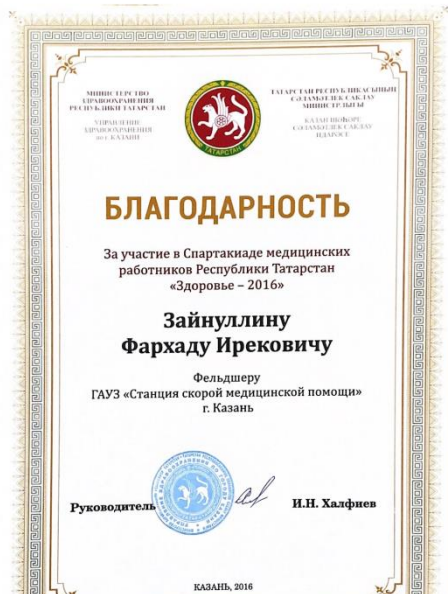 МИНИСТЕРСТВО
ЗДРАВООХРАНЕНИЯ
РЕСПУБЛИКИ ТАТАРСТАН
УПРАВЛЕНИЕ
ЗДРАВООХРАНЕНИЯ
по г. КАЗАНИ
ТАТАРСТАН РЕСПУБЛИКАСЫНЫҢ
СӘЛАМӘТЛЕК САКЛАУ
МИНИСТРЛЫГЫ
КАЗАН ШӘҺӘРЕ
СӘЛАМӘТЛЕК САКЛАУ
ИДАРӘСЕ
ТАТАРСТАН
БЛАГОДАРНОСТЬ
За участие в Спартакиаде медицинских
работников Республики Татарстан
«Здоровье – 2016»
Зайнуллину
Фархаду Ирековичу
Фельдшеру
ГАУЗ «Станция скорой медицинской помощи»
г. Казань
Руководитель
И.Н. Халфиев
КАЗАНЬ, 2016